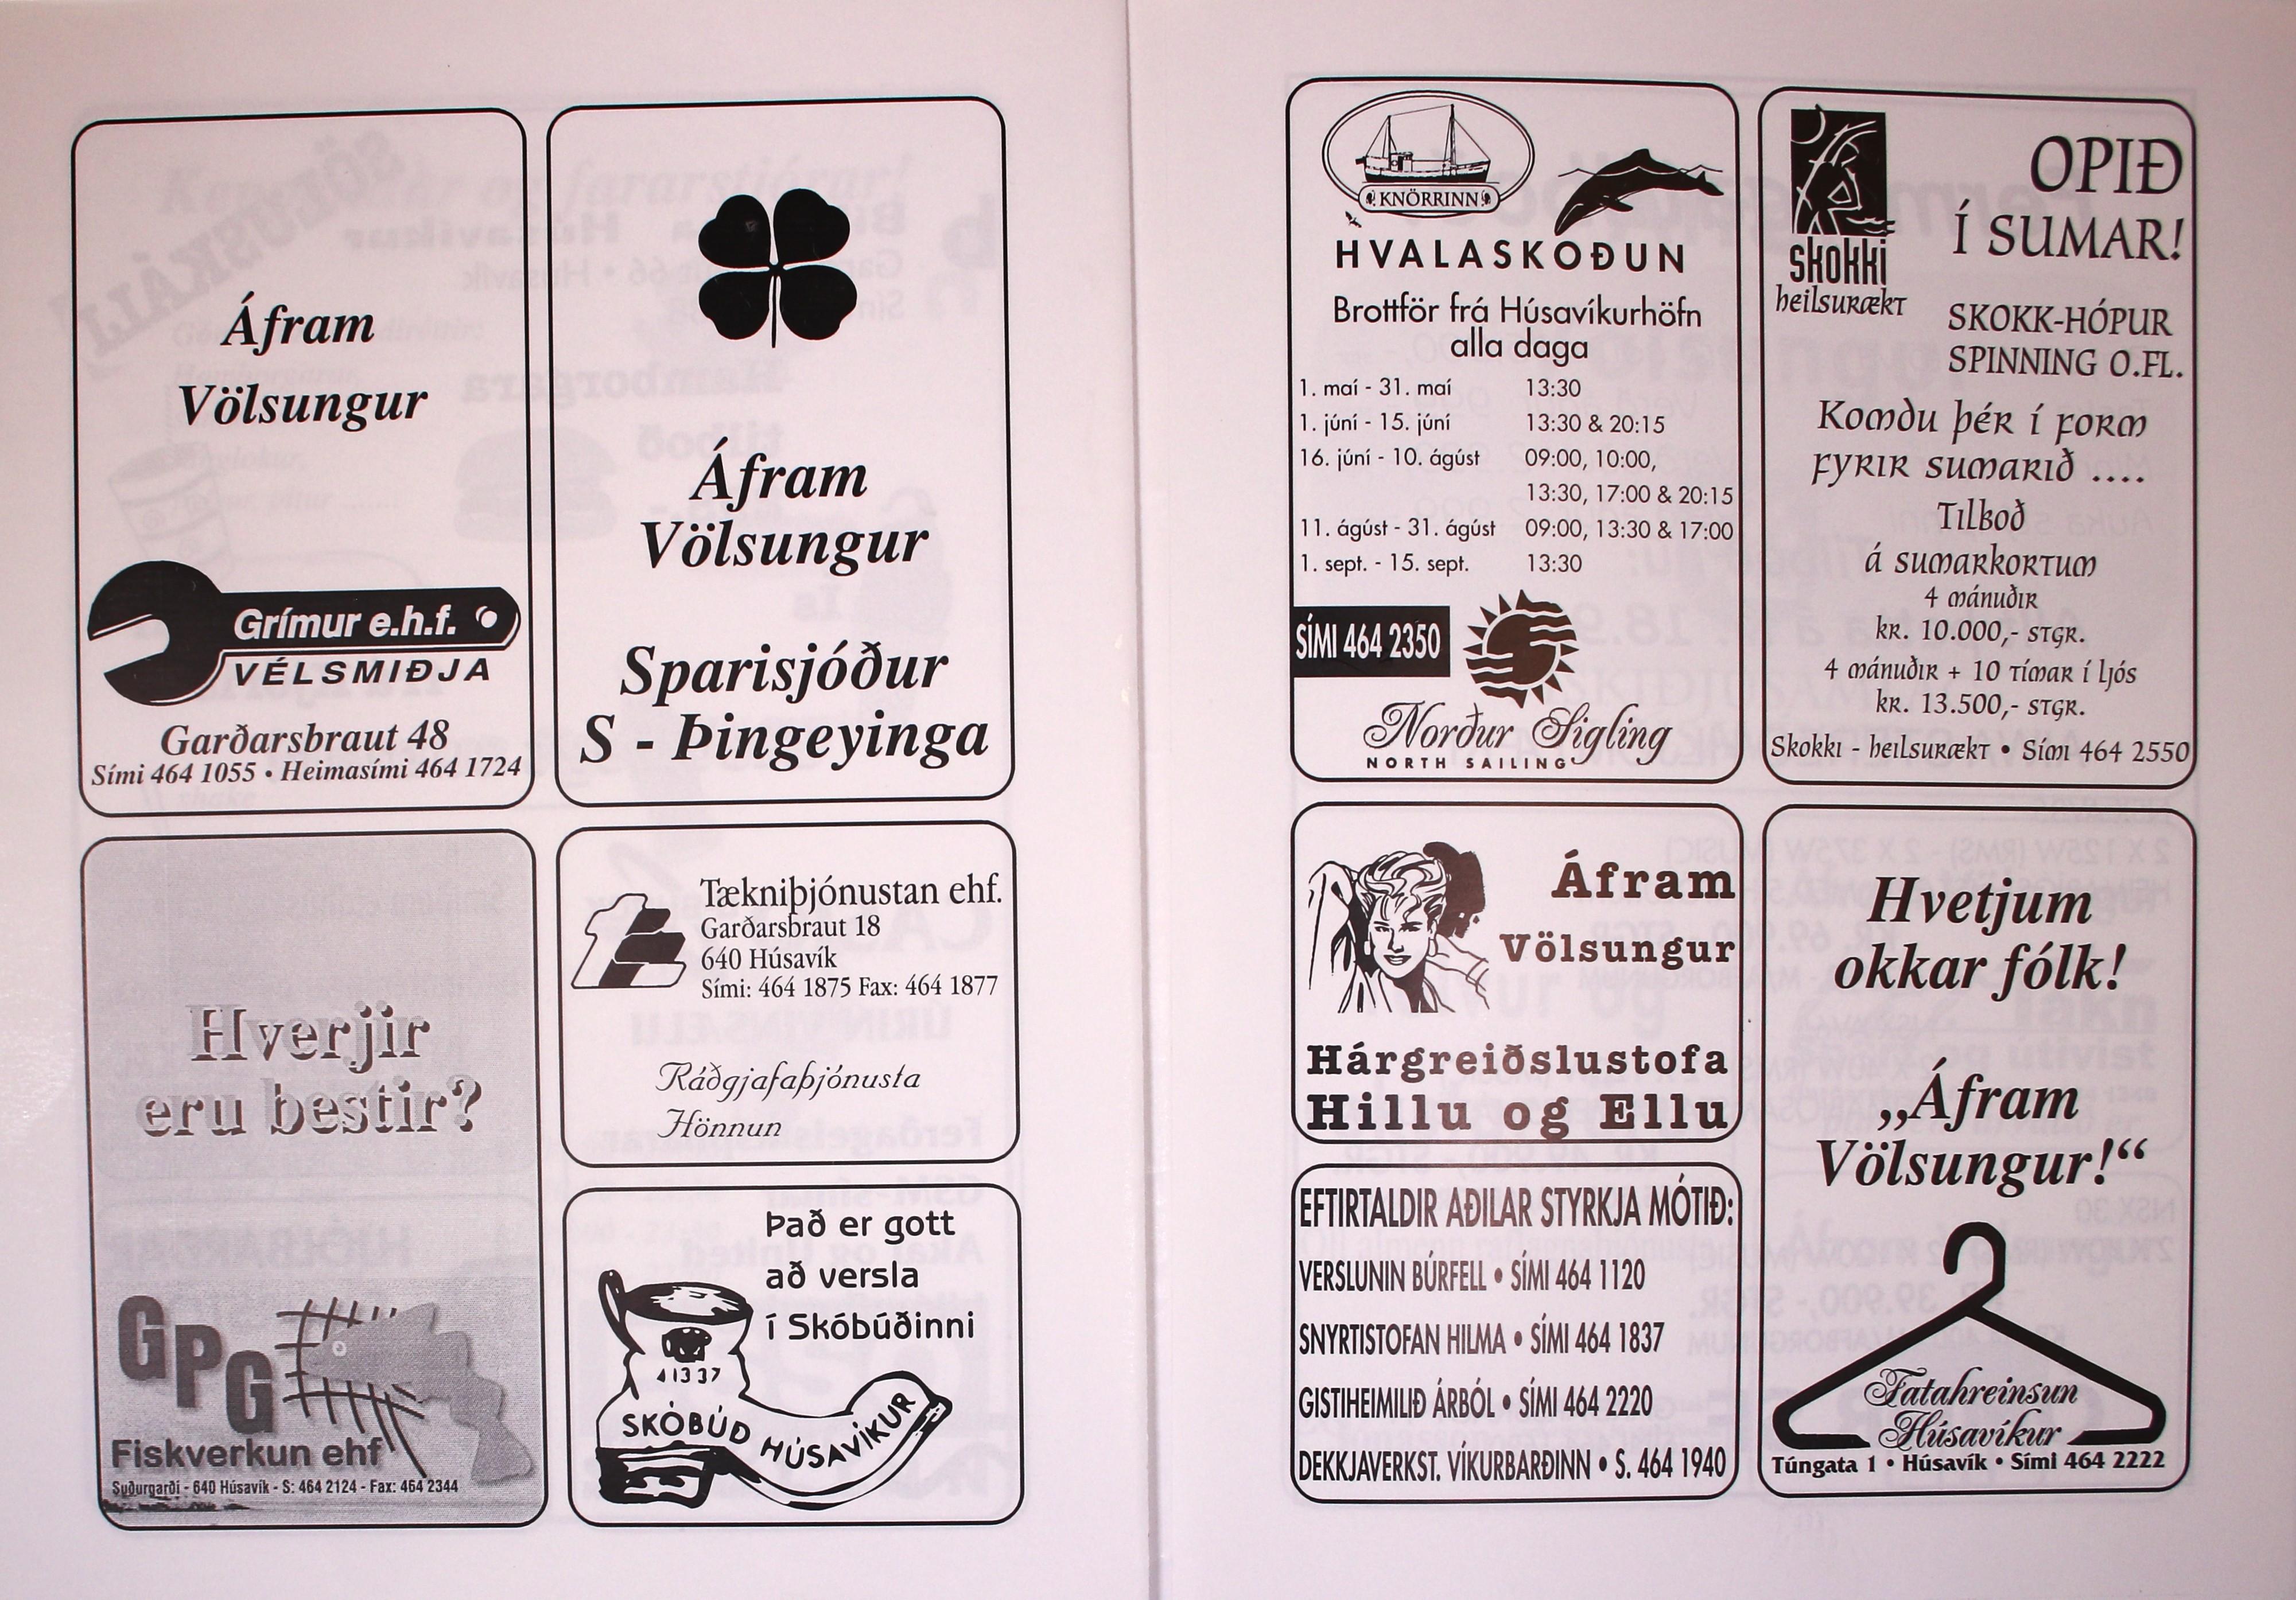 Áfram
Völsungur
Grímur e.h.f.
VÉLSMIÐJA
Garðarsbraut 48
Sími 464 1055 • Heimasími 464 1724
Áfram
Völsungur
Sparisjóður
S - Þingeyinga
Hverjir
eru bestir?
GPG
Fiskverkun ehf
Suðurgarði - 640 Húsavík - S: 464 2124 - Fax: 464 2344
Tækniþjónustan ehf.
Garðarsbraut 18
640 Húsavík
Sími: 464 1875 Fax: 464 1877
Ráðgjafaþjónusta
Hönnun
Það er gott
að versla
í Skóbúðinni
41337
SKÓBÚÐ HÚSAVÍKUR
KNÖRRINN
HVALASKOÐUN
Brottför frá Húsavíkurhöfn
alla daga
1. maí - 31. maí 13:30
1. júní - 15. júní 13:30 & 20:15
16. júní - 10. ágúst 09:00, 10:00,
13:30, 17:00 & 20:15
11. ágúst - 31. ágúst 09:00, 13:30 & 17:00
1. sept. - 15. sept. 13:30
SÍMI 464 2350
Norður Sigling
NORTH SAILING
skokki
heilsurækt
OPIÐ
Í SUMAR!
SKOKK-HÓPUR
SPINNING O.FL.
Komdu þér í form
fyrir sumarið ....
Tilboð
á sumarkortum
4 mánuðir
kr. 10.000,- stgr.
4 mánuðir + 10 tímar í ljós
kr. 13.500,- stgr.
Skokki - heilsurækt • Sími 464 2550
Áfram
Völsungur
Hárgreiðslustofa
Hillu og Ellu
EFTIRTALDIR AÐILAR STYRKJA MÓTIÐ:
VERSLUNIN BÚRFELL • SÍMI 464 1120
SNYRTISTOFAN HILMA • SÍMI 464 1837
GISTIHEIMILIÐ ÁRBÓL • SÍMI 464 2220
DEKKJAVERKST. VÍKURBARÐINN • S. 464 1940
Hvetjum
okkar fólk!
„Áfram
Völsungur!“
Fatahreinsun
Húsavíkur
Túngata 1 • Húsavík • Sími 464 2222